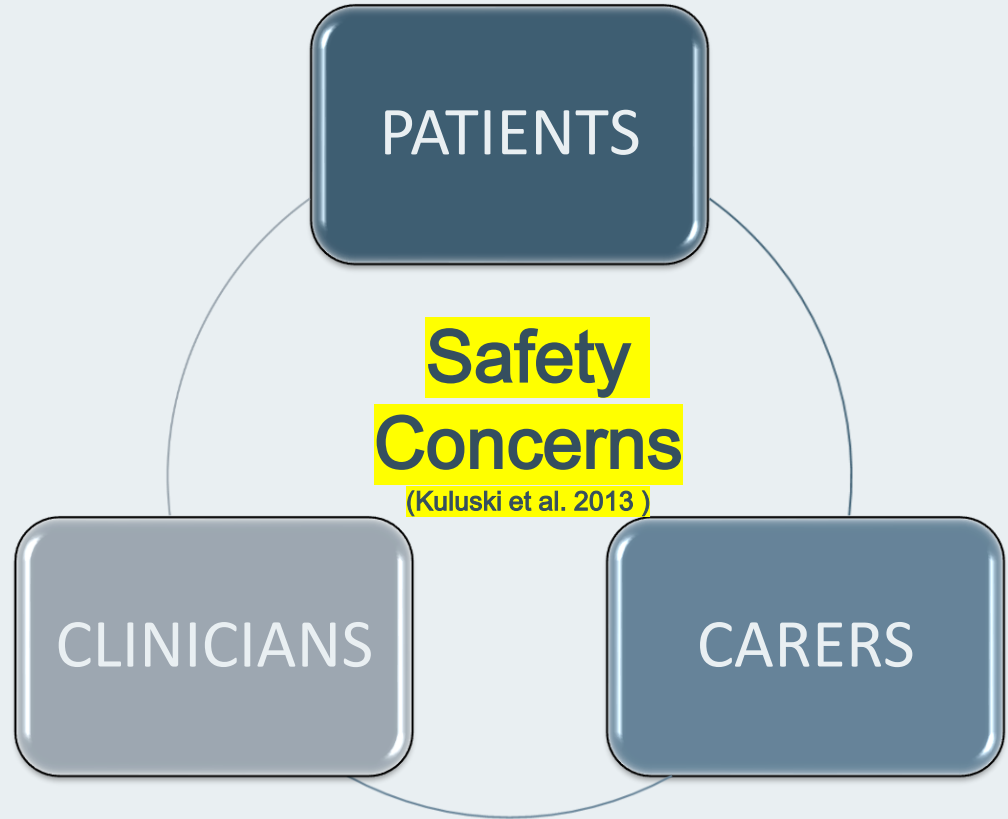 PATIENTS
Safety
Concerns
(Kuluski et al. 2013 )
CLINICIANS
CARERS